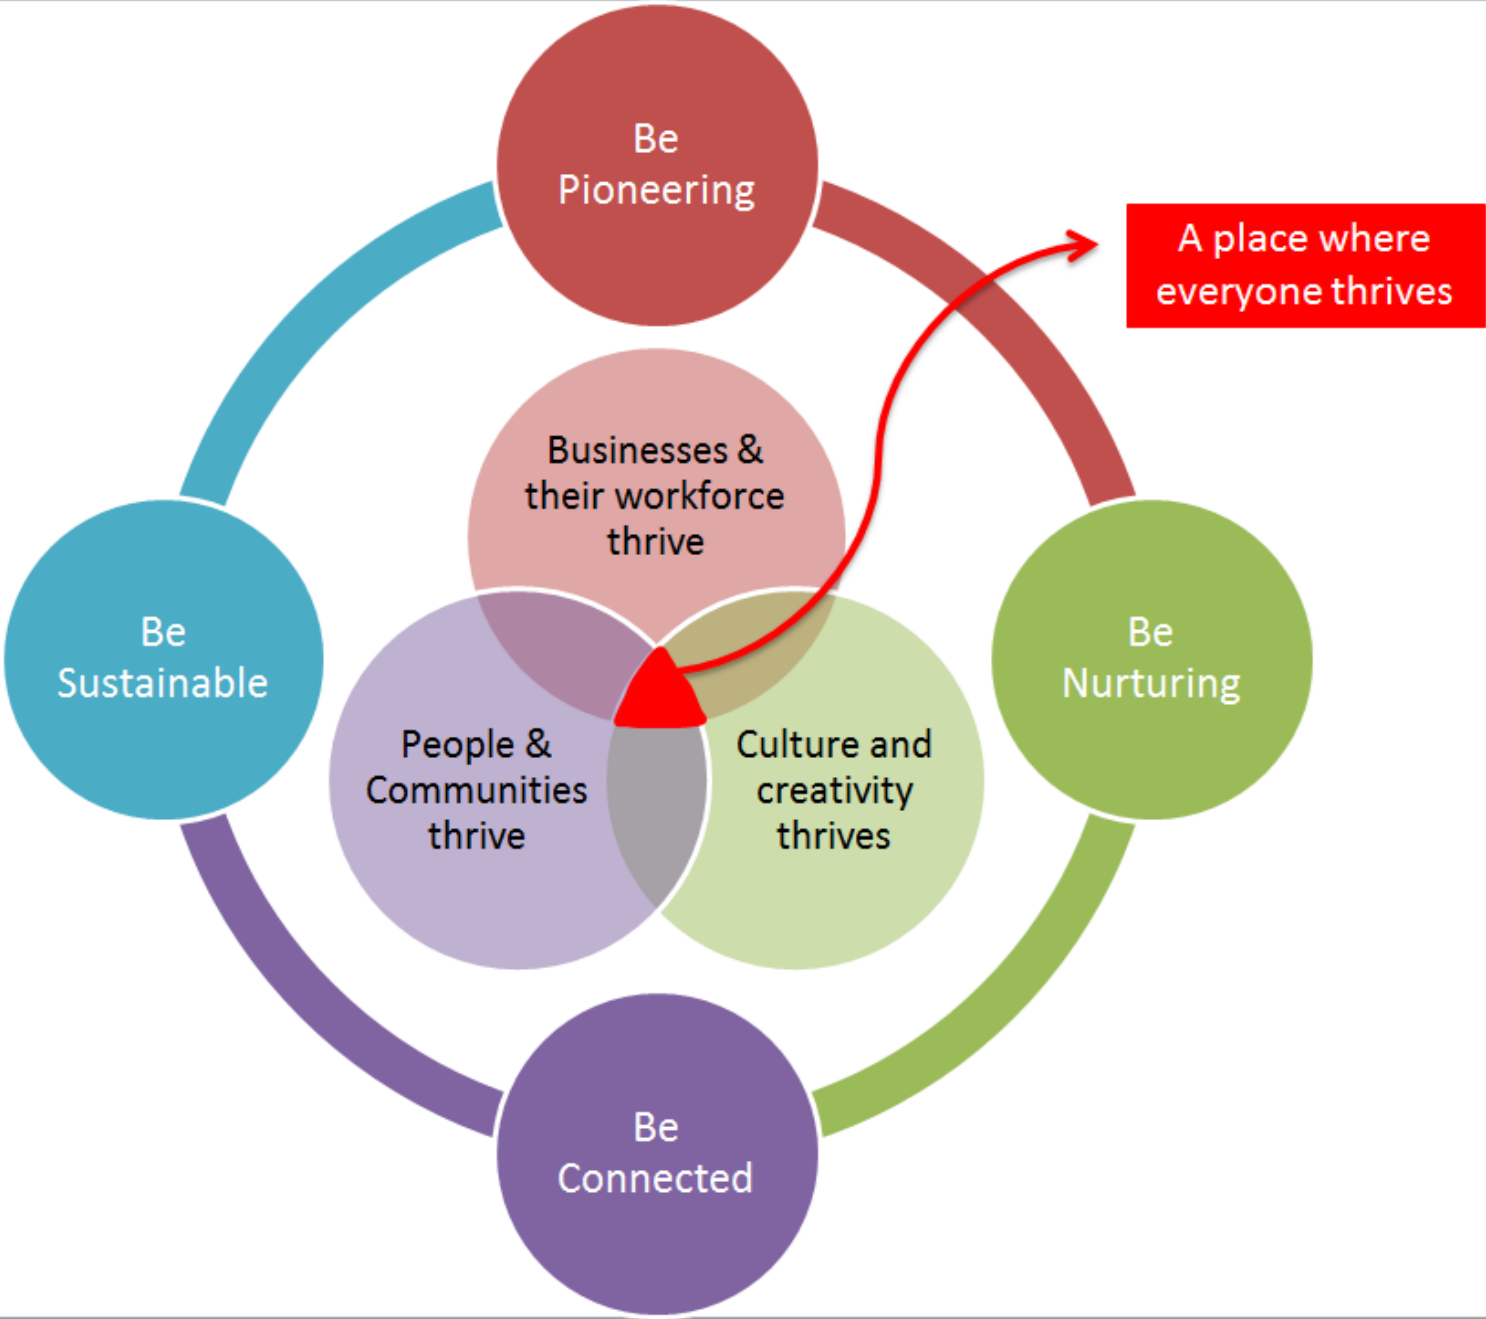 Be
Pioneering
A place where
everyone thrives
Businesses &
their workforce
thrive
Be
Sustainable
Be
Nurturing
People &
Communities
thrive
Culture and
creativity
thrives
Be
Connected